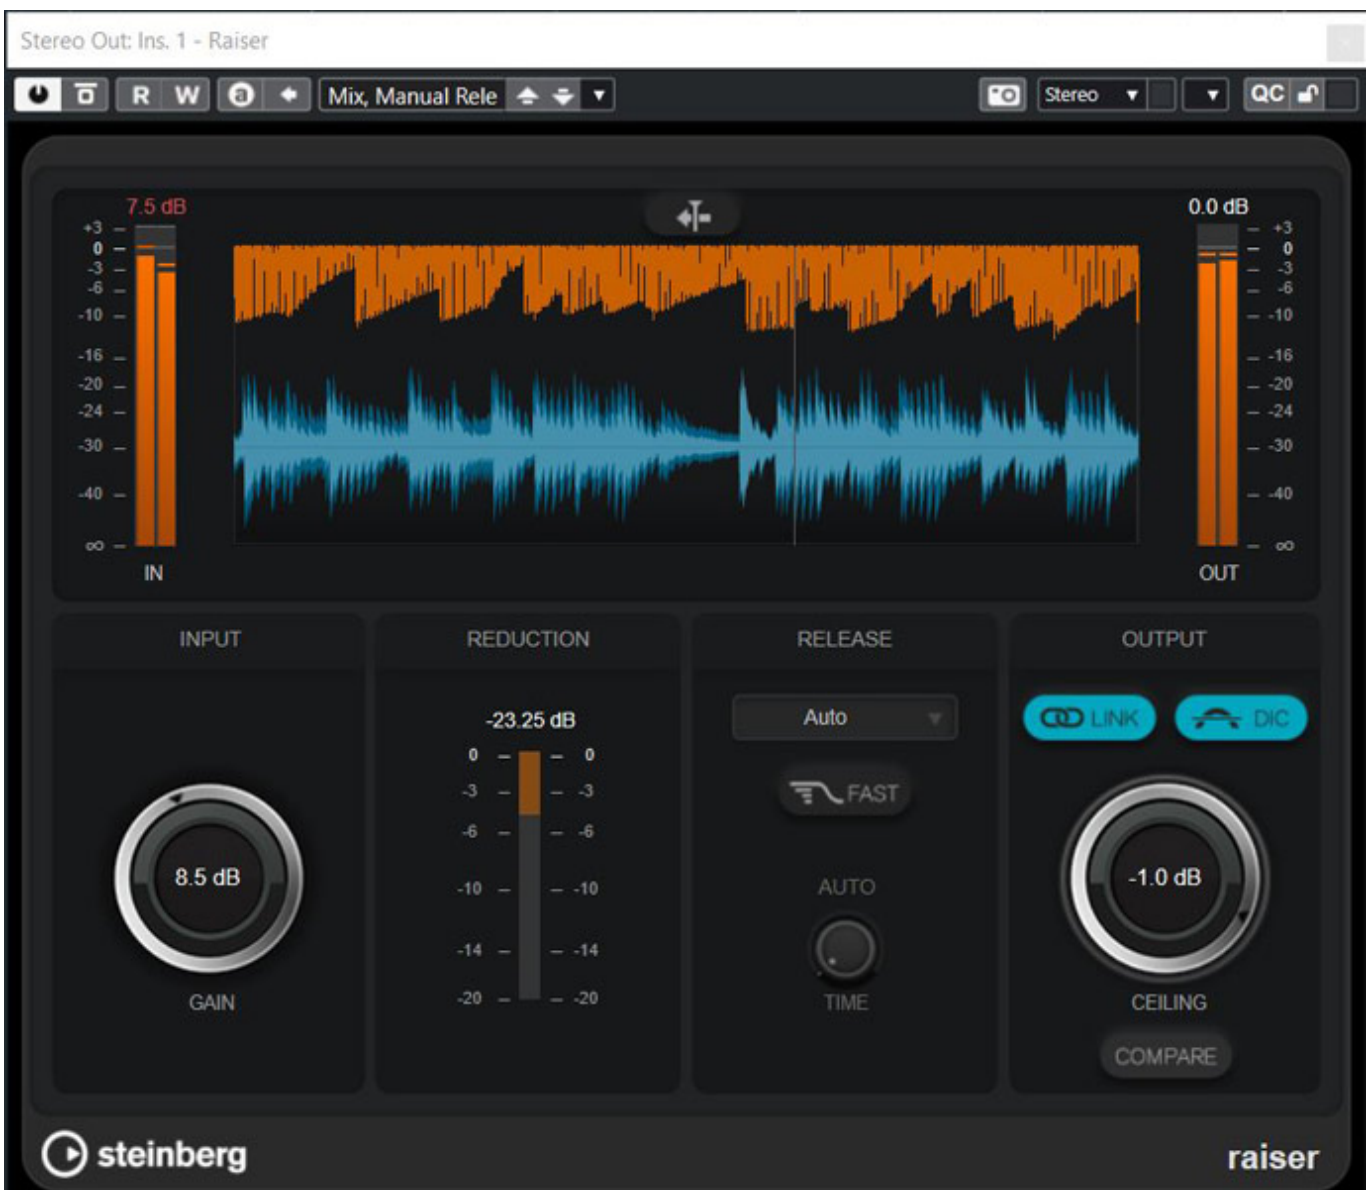 Stereo Out: Ins. 1 - Raiser
R W a Mix, Manual Rele Stereo QC
7.5 dB 0.0 dB
+3 +3
0 0
-3 -3
-6 -6
-10 -10
-16 -16
-20 -20
-24 -24
-30 -30
-40 -40
∞ ∞
IN OUT
INPUT REDUCTION RELEASE OUTPUT
-23.25 dB Auto LINK DIC
0 0
-3 -3 FAST
-6 -6
8.5 dB -10 -10 AUTO -1.0 dB
-14 -14
-20 -20
GAIN TIME CEILING
COMPARE
steinberg raiser